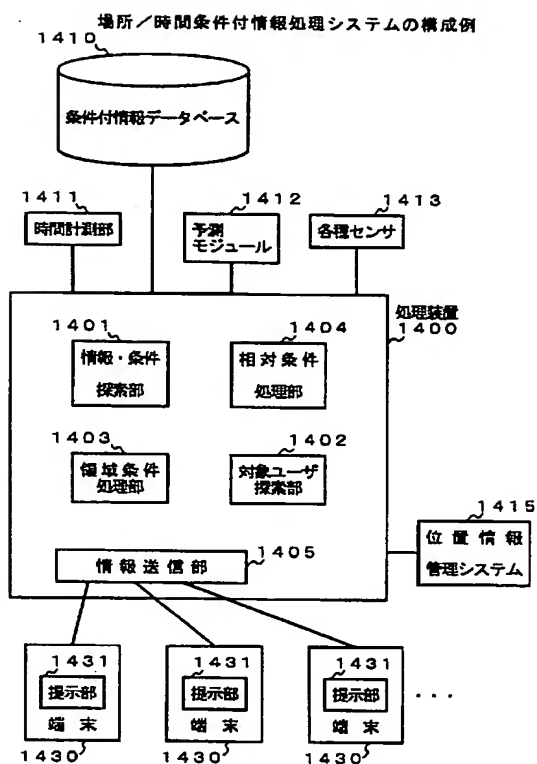 場所／時間条件付情報処理システムの構成例
1410
条件付情報データベース
1411
時間計測部
1412
予測
モジュール
1413
各種センサ
処理装置
1400
1401
情報・条件
探索部
1404
相対条件
処理部
1403
領域条件
処理部
1402
対象ユーザ
探索部
1405
情報送信部
1415
位置情報
管理システム
1431
提示部
端末
1430
1431
提示部
端末
1430
1431
提示部
端末
1430
...